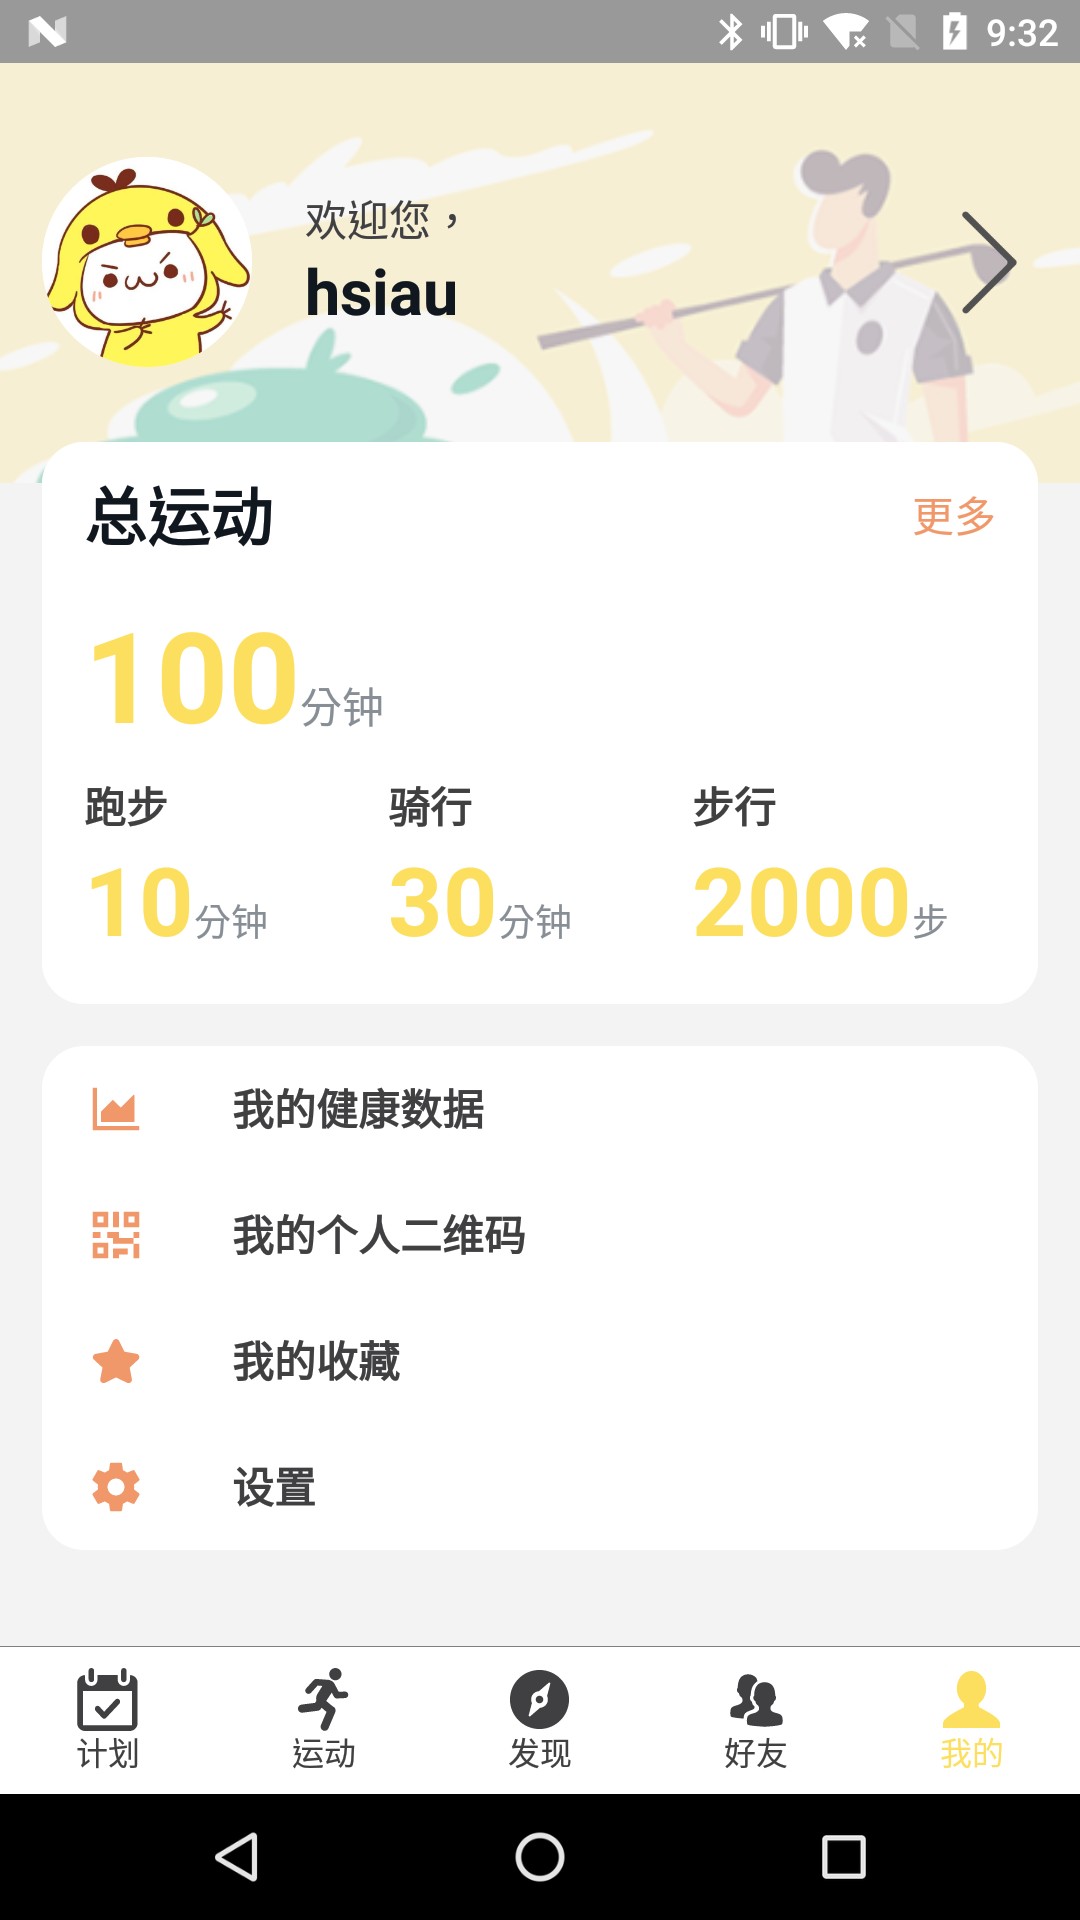 9:32
欢迎您，
hsiau
总运动
更多
100分钟
跑步 骑行 步行
10分钟 30分钟 2000步
我的健康数据
我的个人二维码
我的收藏
设置
计划 运动 发现 好友 我的